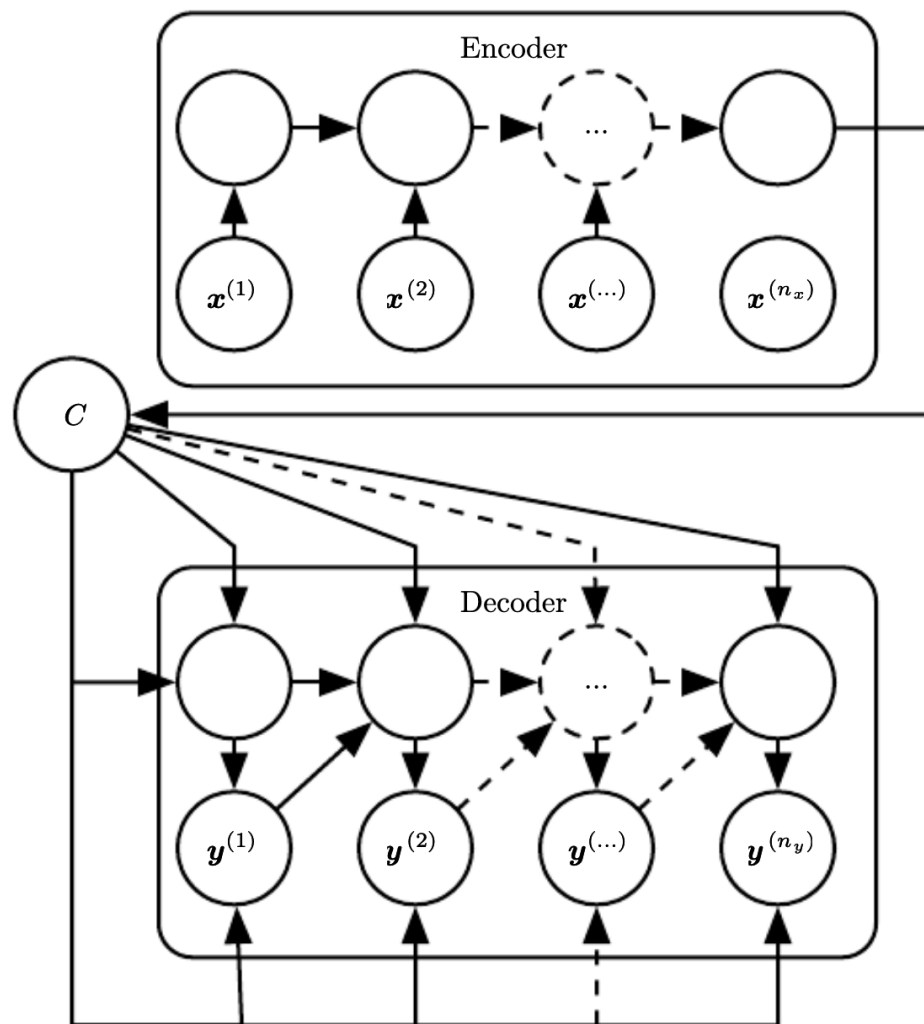 Encoder
...
x^(1) x^(2) x^(...) x^(n_x)
C
Decoder
...
y^(1) y^(2) y^(...) y^(n_y)